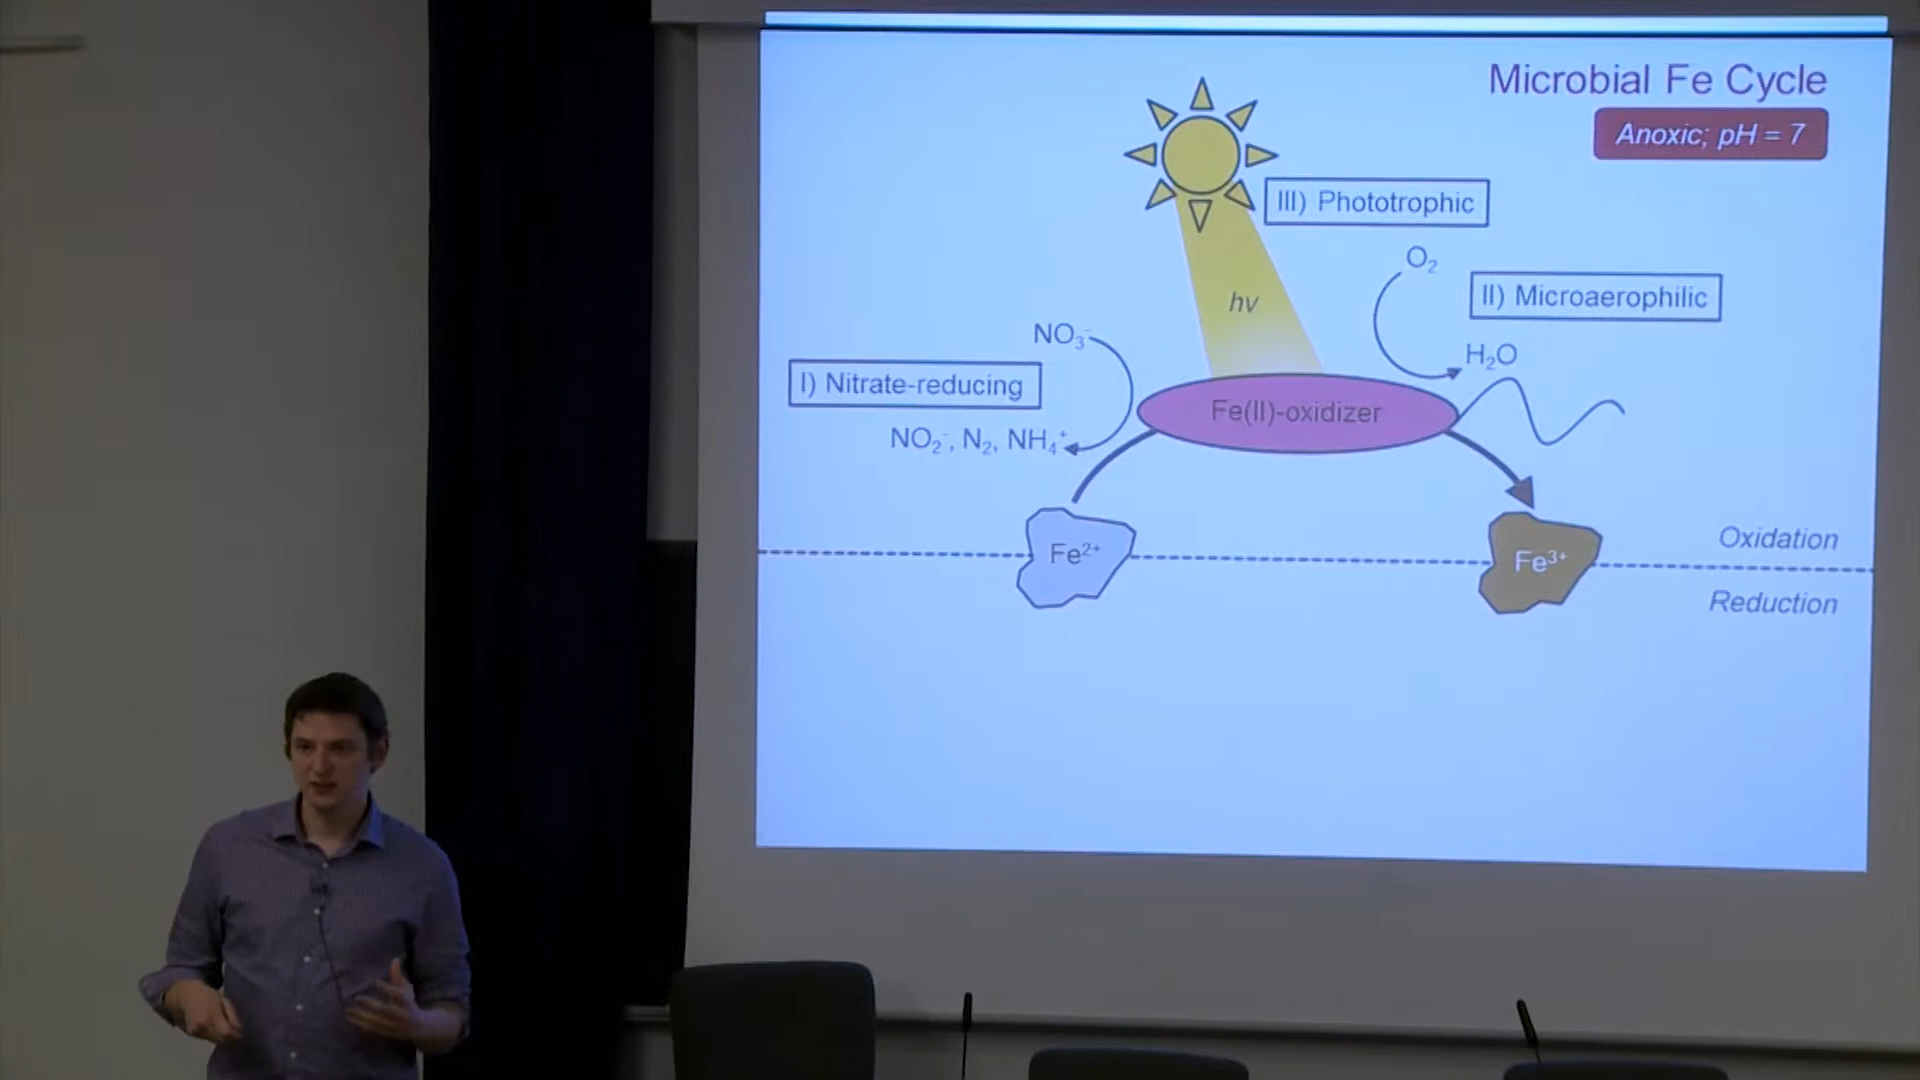 Microbial Fe Cycle
Anoxic; pH = 7
III) Phototrophic
O₂
II) Microaerophilic
hv
NO₃⁻
H₂O
I) Nitrate-reducing
Fe(II)-oxidizer
NO₂⁻, N₂, NH₄⁺
Fe²⁺
Fe³⁺
Oxidation
Reduction